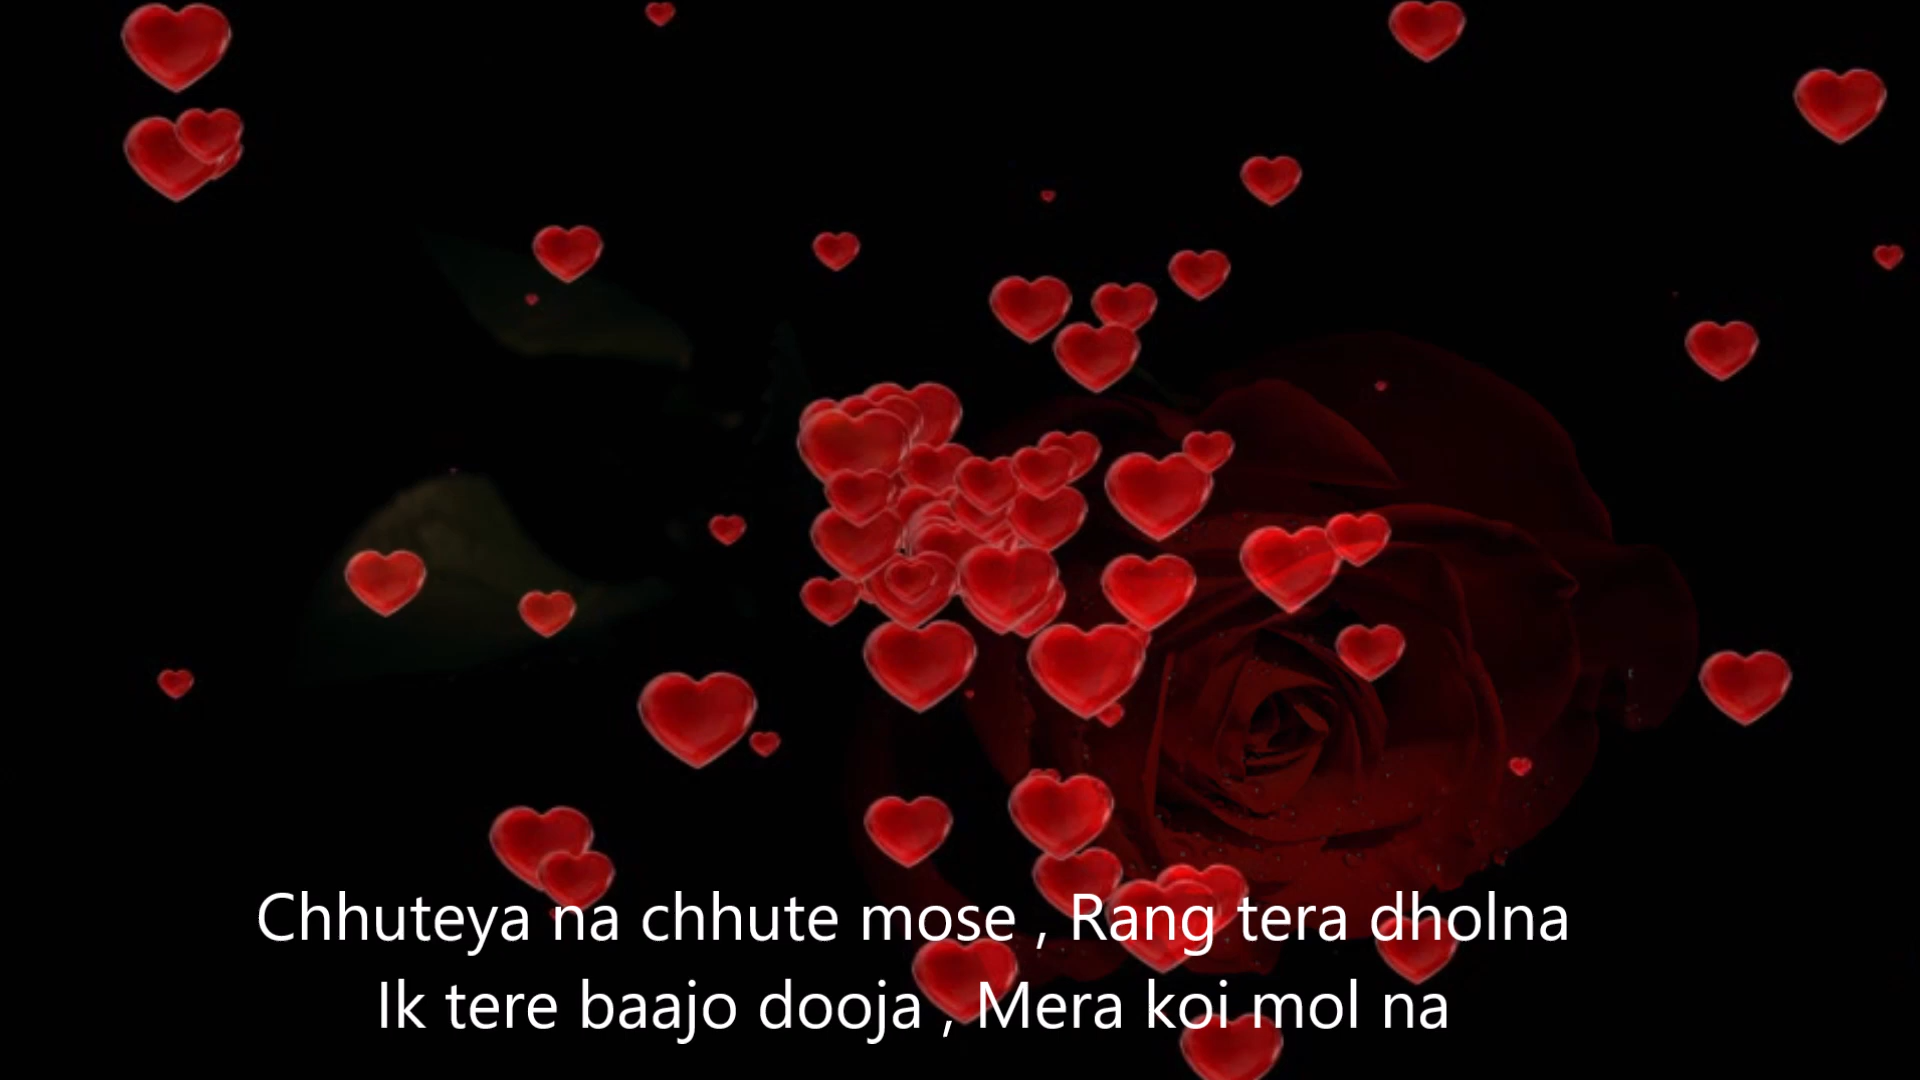 Chhuteya na chhute mose , Rang tera dholna
Ik tere baajo dooja , Mera koi mol na